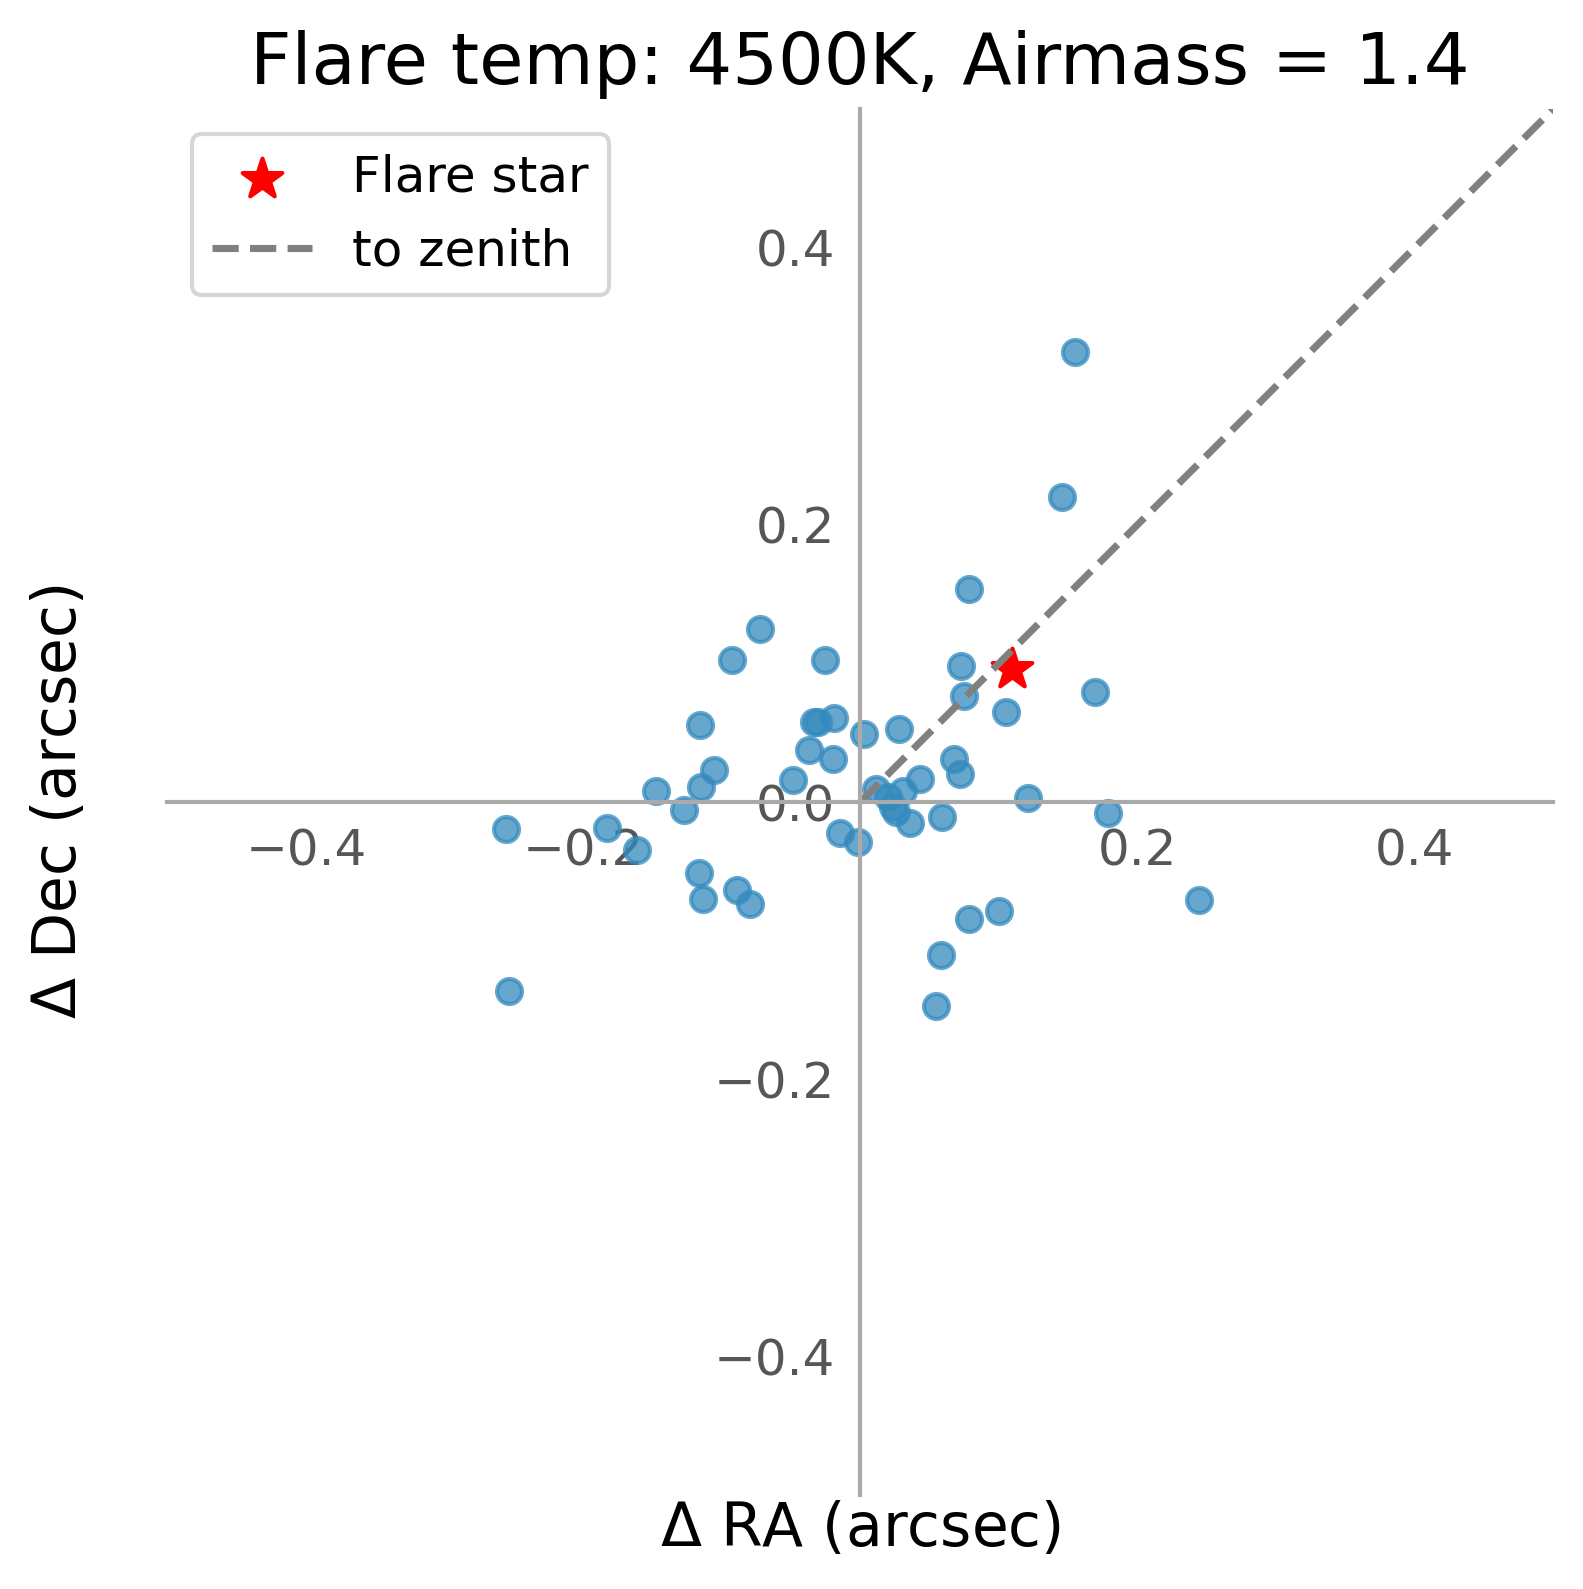 Flare temp: 4500K, Airmass = 1.4
Flare star
to zenith
0.4
0.2
0.0
−0.4
−0.2
0.2
0.4
−0.2
−0.4
Δ Dec (arcsec)
Δ RA (arcsec)